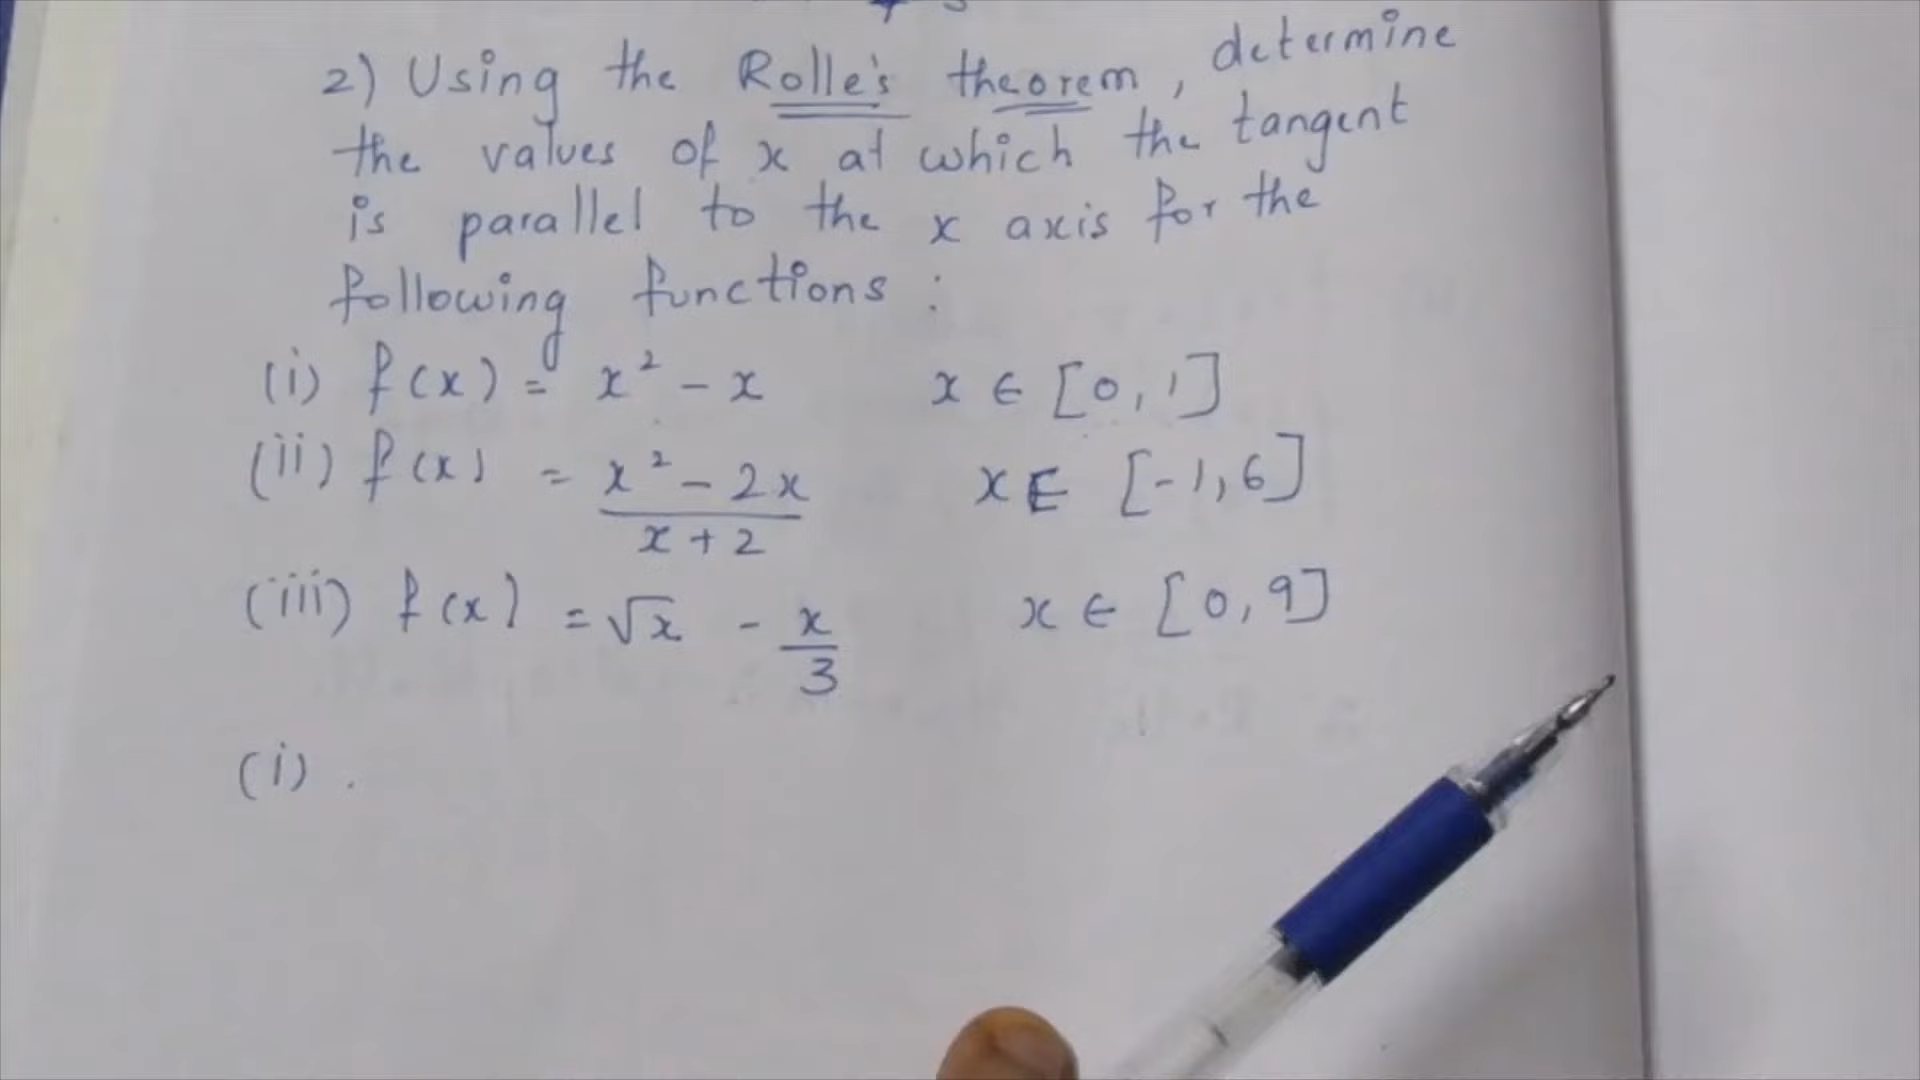 2) Using the Rolle's theorem, determine
the values of x at which the tangent
is parallel to the x axis for the
following functions :
(i) f(x) = x² - x x ∈ [0,1]
(ii) f(x) = x² - 2x / x + 2 x ∈ [-1,6]
(iii) f(x) = √x - x/3 x ∈ [0,9]
(i) .